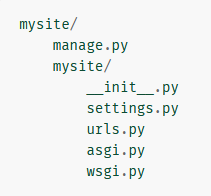 mysite/
    manage.py
    mysite/
        __init__.py
        settings.py
        urls.py
        asgi.py
        wsgi.py